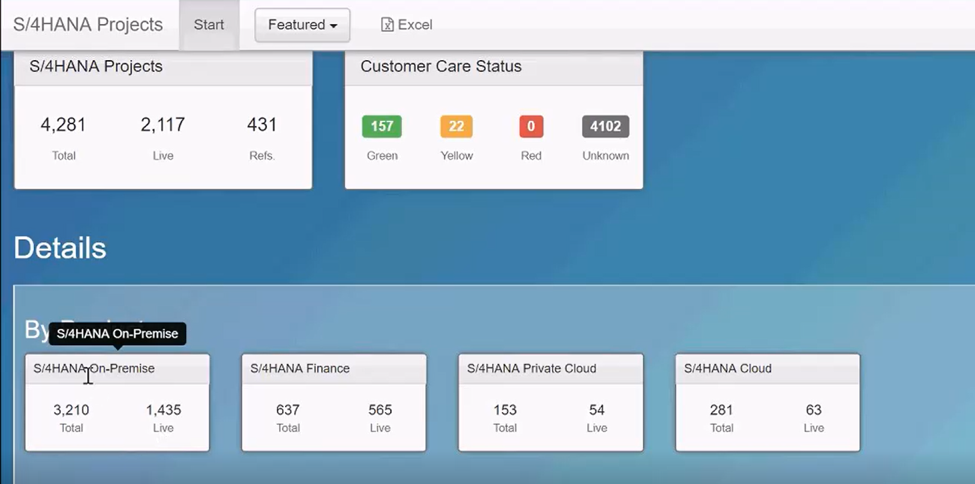 S/4HANA Projects Start Featured Excel
S/4HANA Projects
4,281 2,117 431
Total Live Refs.
Customer Care Status
157 22 0 4102
Green Yellow Red Unknown
Details
By
S/4HANA On-Premise
S/4HANA On-Premise
3,210 1,435
Total Live
S/4HANA Finance
637 565
Total Live
S/4HANA Private Cloud
153 54
Total Live
S/4HANA Cloud
281 63
Total Live